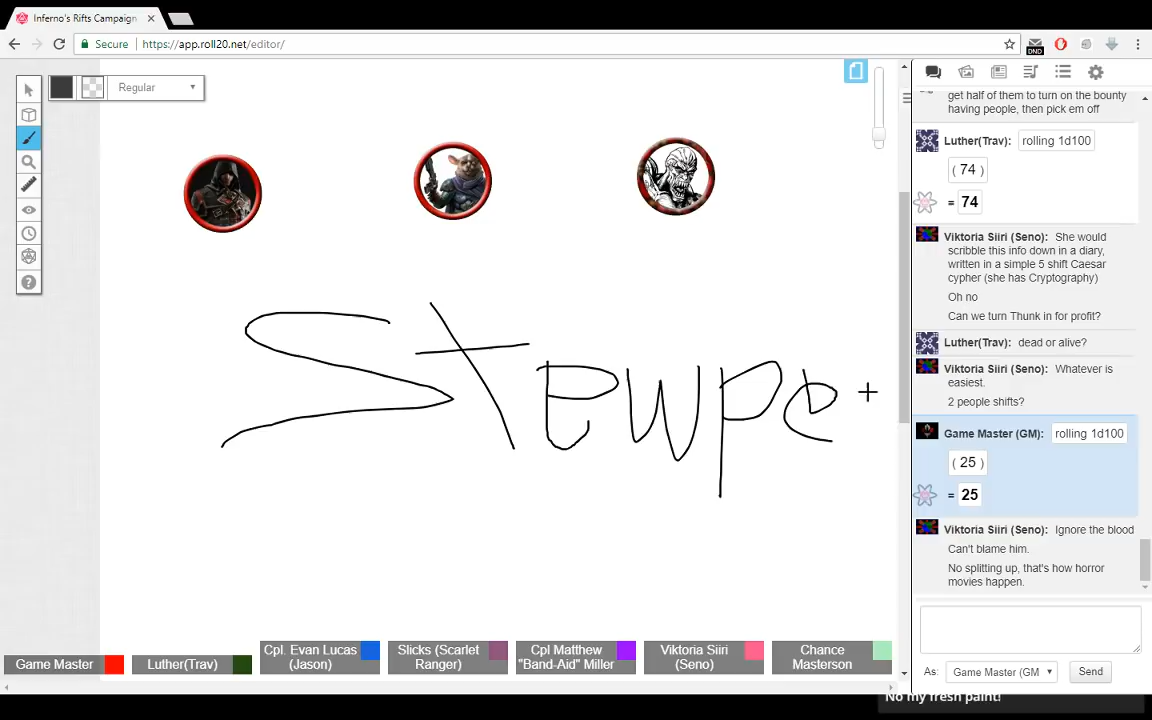 Inferno's Rifts Campaign
Secure
https://app.roll20.net/editor/
DND
Regular
get half of them to turn on the bounty
having people, then pick em off
Luther(Trav): rolling 1d100
( 74 )
= 74
Viktoria Siiri (Seno): She would
scribble this info down in a diary,
written in a simple 5 shift Caesar
cypher (she has Cryptography)
Oh no
Can we turn Thunk in for profit?
Luther(Trav): dead or alive?
Viktoria Siiri (Seno): Whatever is
easiest.
2 people shifts?
Game Master (GM): rolling 1d100
( 25 )
= 25
Viktoria Siiri (Seno): Ignore the blood
Can't blame him.
No splitting up, that's how horror
movies happen.
As: Game Master (GM
Send
Stewpe
Game Master
Luther(Trav)
Cpl. Evan Lucas
(Jason)
Slicks (Scarlet
Ranger)
Cpl Matthew
"Band-Aid" Miller
Viktoria Siiri
(Seno)
Chance
Masterson
No my fresh paint!